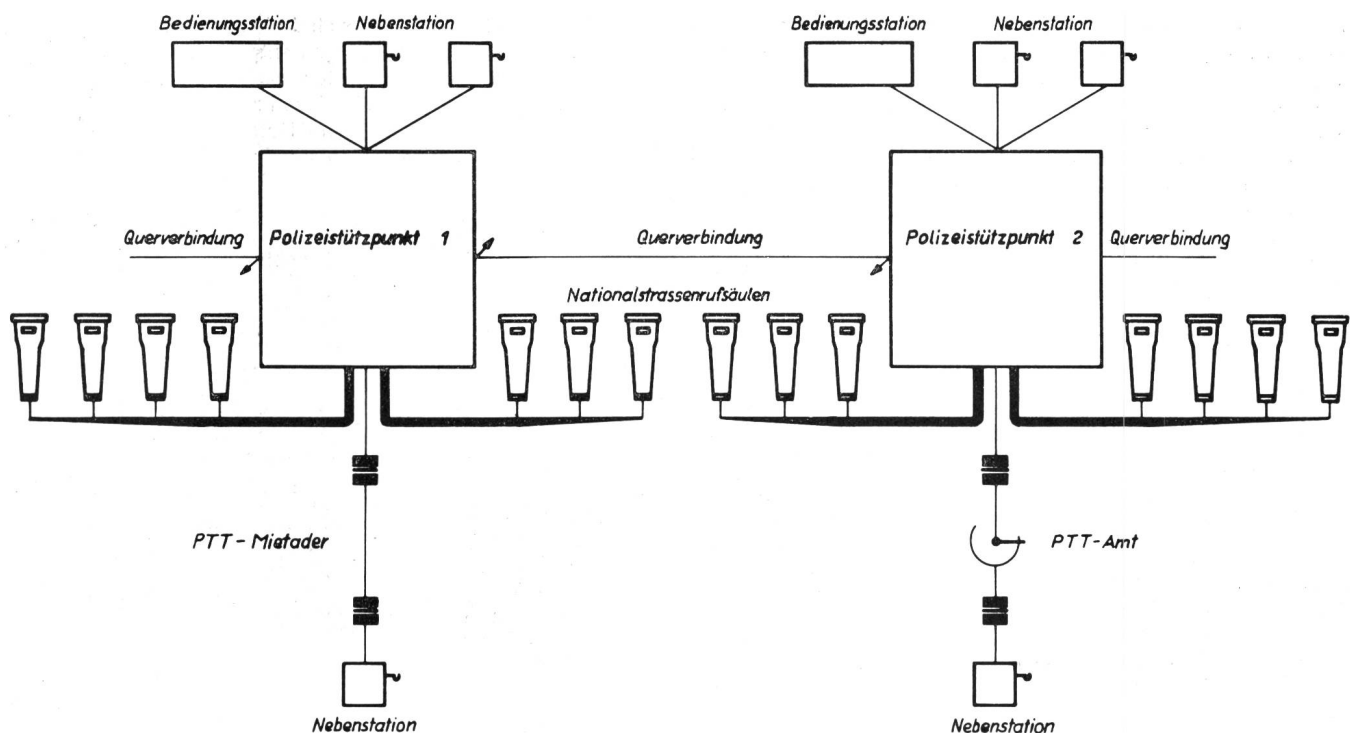 Bedienungsstation Nebenstation Bedienungsstation Nebenstation
Querverbindung Polizeistützpunkt 1 Querverbindung Polizeistützpunkt 2 Querverbindung
Nationalstrassenrufsäulen
PTT-Mietader PTT-Amt
Nebenstation Nebenstation